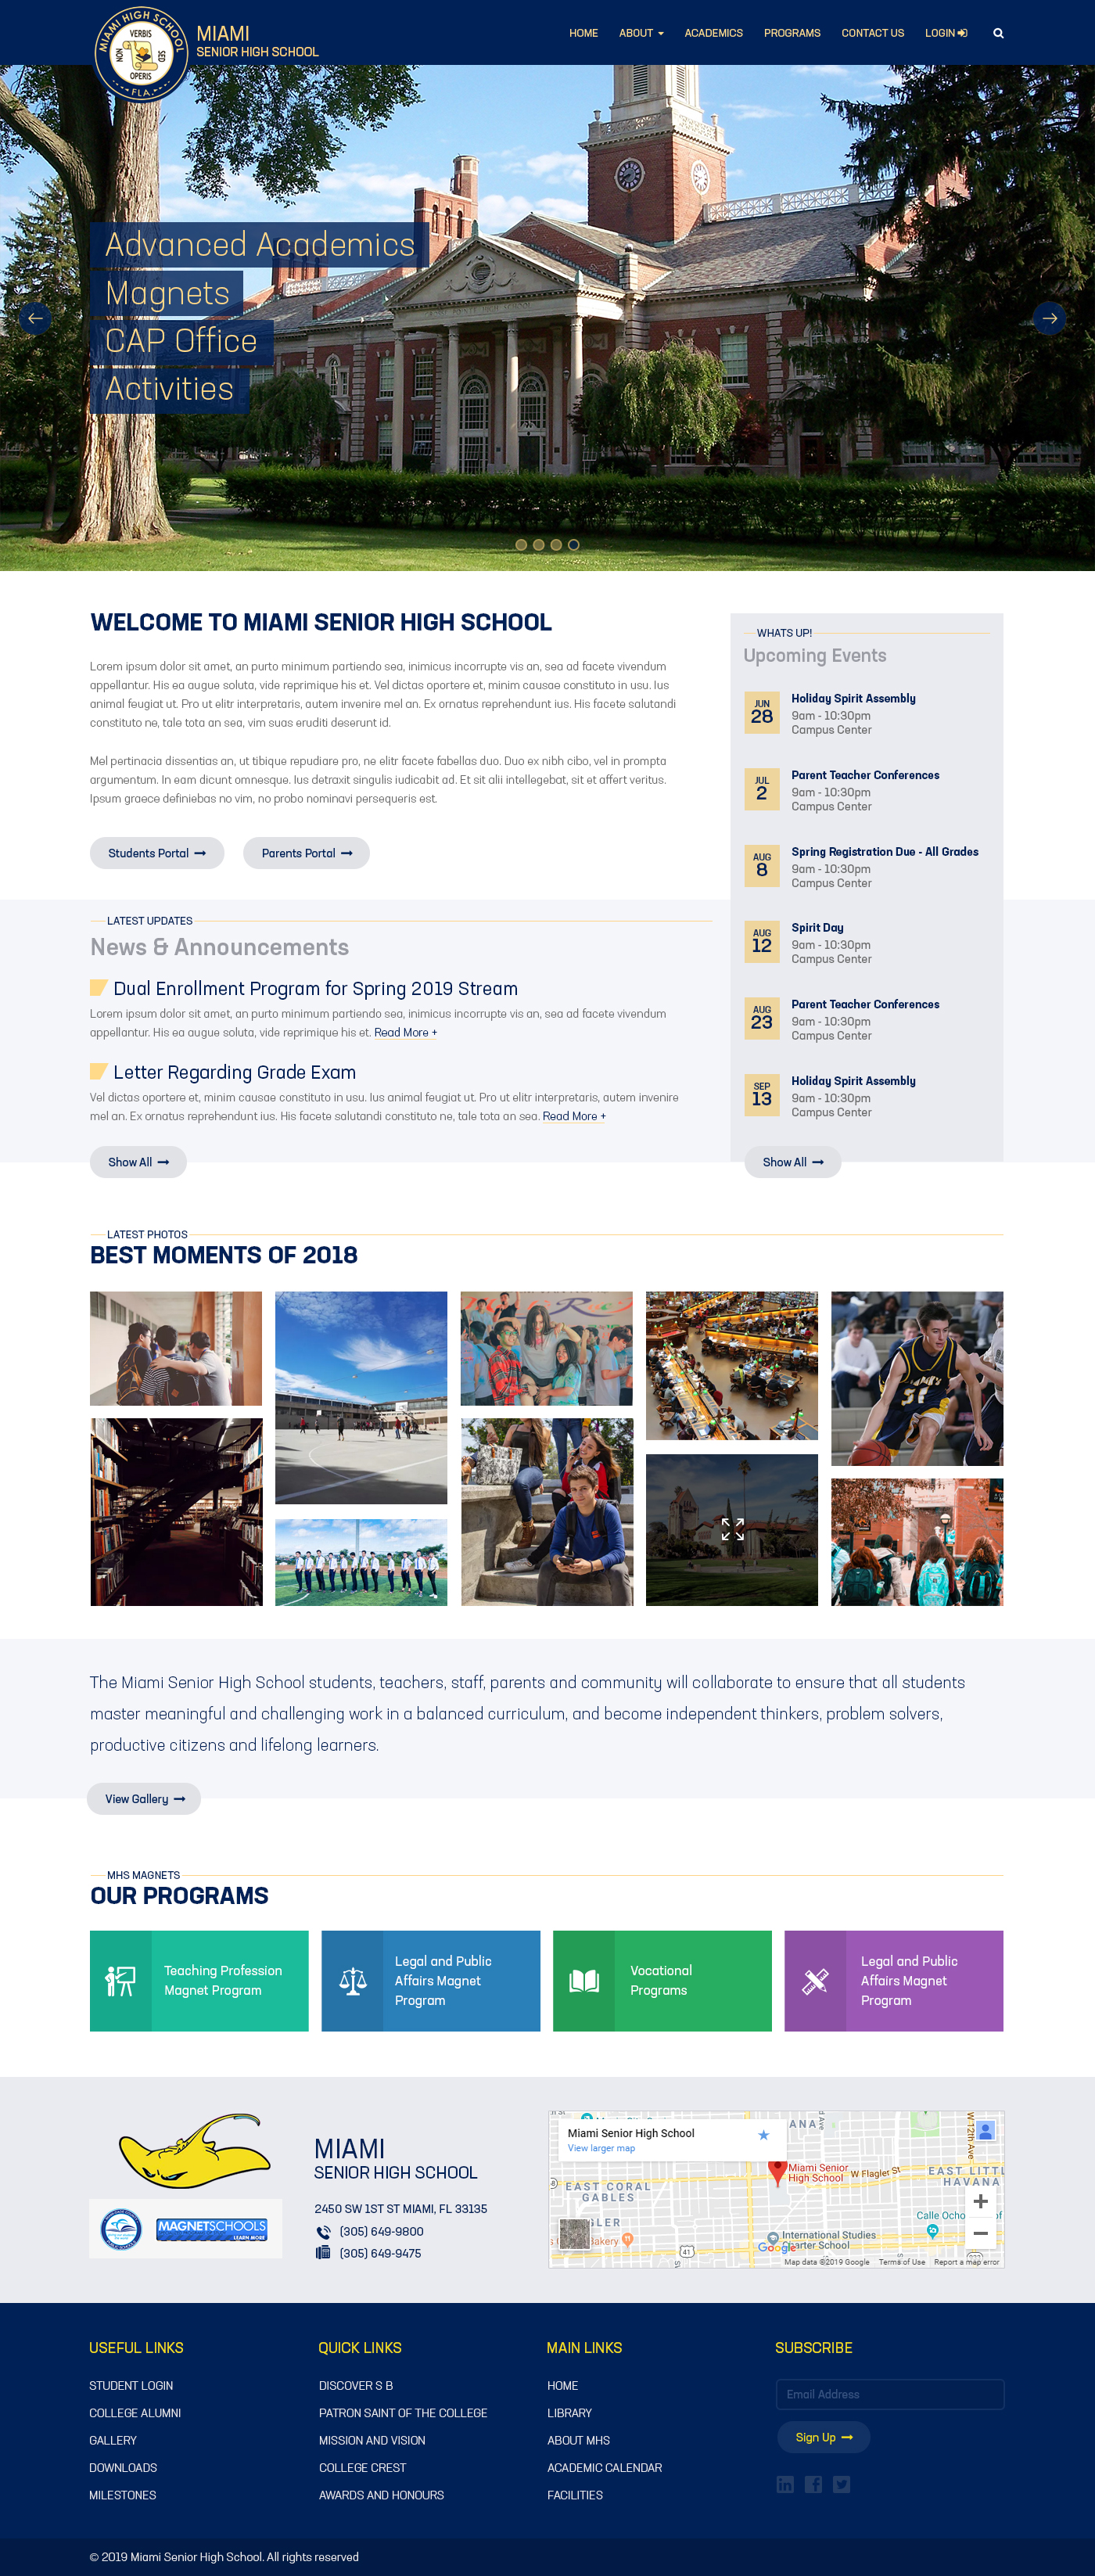 MIAMI HIGH SCHOOL
VERBIS
NON
SED
OPERIS
FLA.
MIAMI
SENIOR HIGH SCHOOL
HOME
ABOUT
ACADEMICS
PROGRAMS
CONTACT US
LOGIN
Advanced Academics
Magnets
CAP Office
Activities
WELCOME TO MIAMI SENIOR HIGH SCHOOL
Lorem ipsum dolor sit amet, an purto minimum partiendo sea, inimicus incorrupte vis an, sea ad facete vivendum
appellantur. His ea augue soluta, vide reprimique his et. Vel dictas oportere et, minim causae constituto in usu. Ius
animal feugiat ut. Pro ut elitr interpretaris, autem invenire mel an. Ex ornatus reprehendunt ius. His facete salutandi
constituto ne, tale tota an sea, vim suas eruditi deserunt id.
Mel pertinacia dissentias an, ut tibique repudiare pro, ne elitr facete fabellas duo. Duo ex nibh cibo, vel in prompta
argumentum. In eam dicunt omnesque. Ius detraxit singulis iudicabit ad. Et sit alii intellegebat, sit et affert veritus.
Ipsum graece definiebas no vim, no probo nominavi persequeris est.
Students Portal
Parents Portal
WHATS UP!
Upcoming Events
JUN
28
Holiday Spirit Assembly
9am - 10:30pm
Campus Center
JUL
2
Parent Teacher Conferences
9am - 10:30pm
Campus Center
AUG
8
Spring Registration Due - All Grades
9am - 10:30pm
Campus Center
AUG
12
Spirit Day
9am - 10:30pm
Campus Center
AUG
23
Parent Teacher Conferences
9am - 10:30pm
Campus Center
SEP
13
Holiday Spirit Assembly
9am - 10:30pm
Campus Center
Show All
LATEST UPDATES
News & Announcements
Dual Enrollment Program for Spring 2019 Stream
Lorem ipsum dolor sit amet, an purto minimum partiendo sea, inimicus incorrupte vis an, sea ad facete vivendum
appellantur. His ea augue soluta, vide reprimique his et. Read More +
Letter Regarding Grade Exam
Vel dictas oportere et, minim causae constituto in usu. Ius animal feugiat ut. Pro ut elitr interpretaris, autem invenire
mel an. Ex ornatus reprehendunt ius. His facete salutandi constituto ne, tale tota an sea. Read More +
Show All
LATEST PHOTOS
BEST MOMENTS OF 2018
The Miami Senior High School students, teachers, staff, parents and community will collaborate to ensure that all students
master meaningful and challenging work in a balanced curriculum, and become independent thinkers, problem solvers,
productive citizens and lifelong learners.
View Gallery
MHS MAGNETS
OUR PROGRAMS
Teaching Profession
Magnet Program
Legal and Public
Affairs Magnet
Program
Vocational
Programs
Legal and Public
Affairs Magnet
Program
MAGNETSCHOOLS
LEARN MORE
MIAMI
SENIOR HIGH SCHOOL
2450 SW 1ST ST MIAMI, FL 33135
(305) 649-9800
(305) 649-9475
Miami Senior High School
View larger map
Miami Senior
High School
W Flagler St
W 12th Ave
EAST CORAL
GABLES
EAST LITTL
HAVANA
International Studies
Charter School
41
Google
Map data ©2019 Google
Terms of Use
Report a map error
USEFUL LINKS
STUDENT LOGIN
COLLEGE ALUMNI
GALLERY
DOWNLOADS
MILESTONES
QUICK LINKS
DISCOVER S B
PATRON SAINT OF THE COLLEGE
MISSION AND VISION
COLLEGE CREST
AWARDS AND HONOURS
MAIN LINKS
HOME
LIBRARY
ABOUT MHS
ACADEMIC CALENDAR
FACILITIES
SUBSCRIBE
Email Address
Sign Up
© 2019 Miami Senior High School. All rights reserved